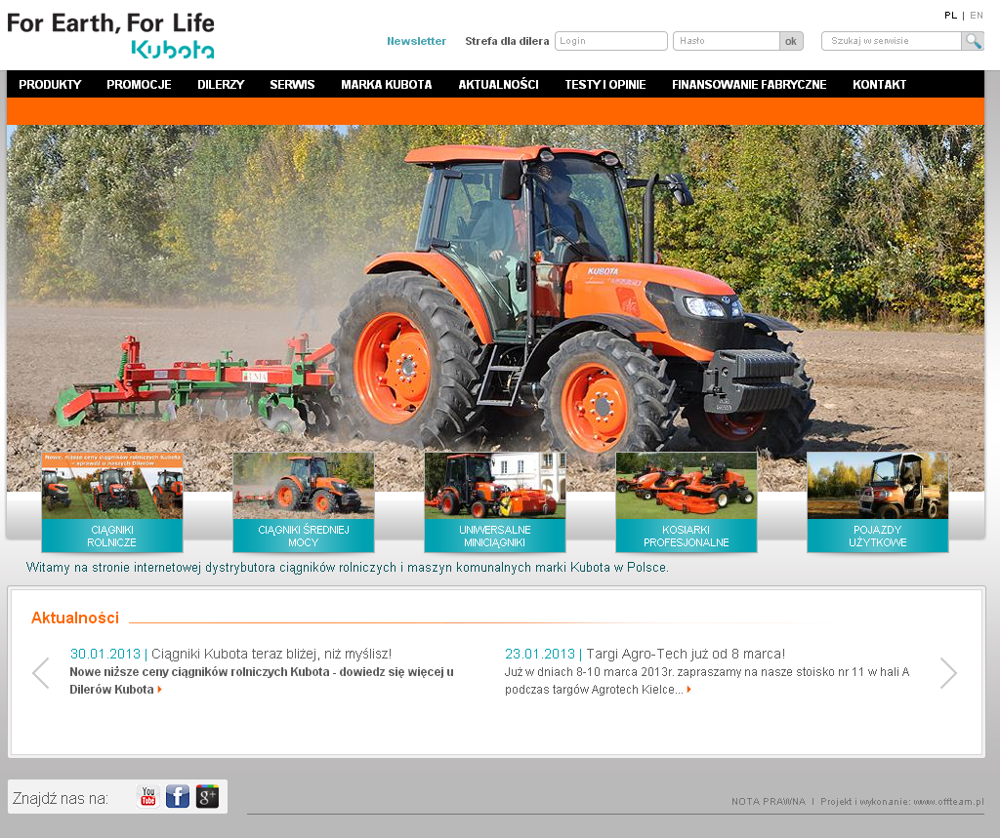 For Earth, For Life
Kubota
PL | EN
Newsletter Strefa dla dilera Login Hasło ok Szukaj w serwisie
PRODUKTY PROMOCJE DILERZY SERWIS MARKA KUBOTA AKTUALNOŚCI TESTY I OPINIE FINANSOWANIE FABRYCZNE KONTAKT
KUBOTA
Nowe, niższe ceny ciągników rolniczych Kubota
– sprawdź u naszych Dilerów
CIĄGNIKI
ROLNICZE
CIĄGNIKI ŚREDNIEJ
MOCY
UNIWERSALNE
MINICIĄGNIKI
KOSIARKI
PROFESJONALNE
POJAZDY
UŻYTKOWE
Witamy na stronie internetowej dystrybutora ciągników rolniczych i maszyn komunalnych marki Kubota w Polsce.
Aktualności
30.01.2013 | Ciągniki Kubota teraz bliżej, niż myślisz!
Nowe niższe ceny ciągników rolniczych Kubota - dowiedz się więcej u
Dilerów Kubota
23.01.2013 | Targi Agro-Tech już od 8 marca!
Już w dniach 8-10 marca 2013r. zapraszamy na nasze stoisko nr 11 w hali A
podczas targów Agrotech Kielce...
Znajdź nas na: You Tube f g+
NOTA PRAWNA | Projekt i wykonanie: www.offteam.pl